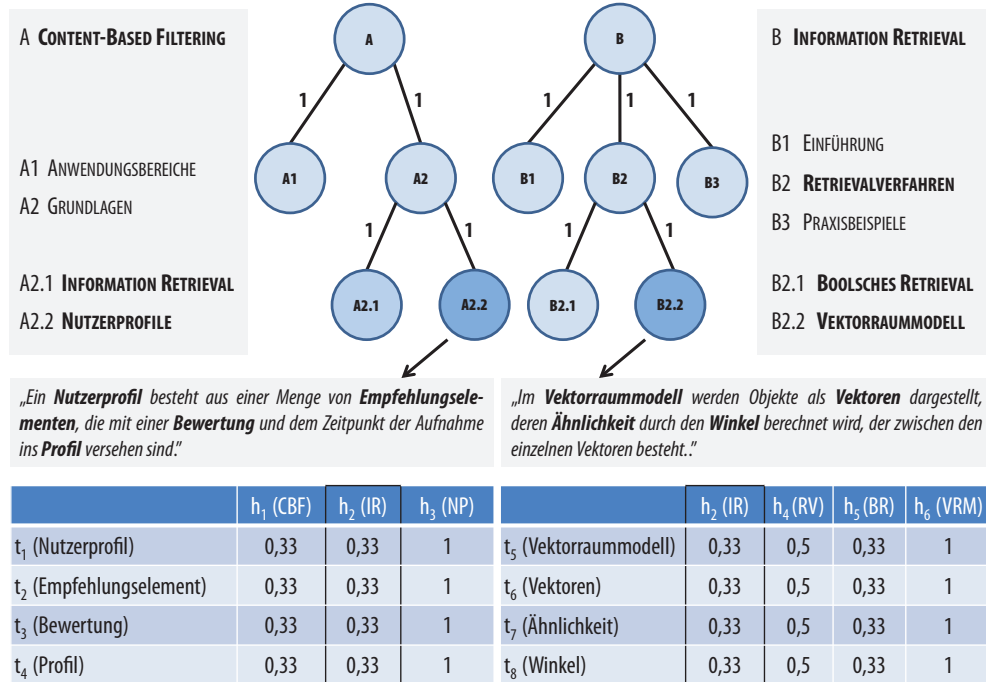 A CONTENT-BASED FILTERING
A
B
B INFORMATION RETRIEVAL
1
1
1
1
1
A1 ANWENDUNGSBEREICHE
A2 GRUNDLAGEN
A1
A2
B1
B2
B3
B1 EINFÜHRUNG
B2 RETRIEVALVERFAHREN
B3 PRAXISBEISPIELE
1
1
1
1
A2.1 INFORMATION RETRIEVAL
A2.2 NUTZERPROFILE
A2.1
A2.2
B2.1
B2.2
B2.1 BOOLSCHES RETRIEVAL
B2.2 VEKTORRAUMMODELL
„Ein Nutzerprofil besteht aus einer Menge von Empfehlungsele-
menten, die mit einer Bewertung und dem Zeitpunkt der Aufnahme
ins Profil versehen sind.”
„Im Vektorraummodell werden Objekte als Vektoren dargestellt,
deren Ähnlichkeit durch den Winkel berechnet wird, der zwischen den
einzelnen Vektoren besteht..”
h1 (CBF) h2 (IR) h3 (NP)
t1 (Nutzerprofil) 0,33 0,33 1
t2 (Empfehlungselement) 0,33 0,33 1
t3 (Bewertung) 0,33 0,33 1
t4 (Profil) 0,33 0,33 1
h2 (IR) h4 (RV) h5 (BR) h6 (VRM)
t5 (Vektorraummodell) 0,33 0,5 0,33 1
t6 (Vektoren) 0,33 0,5 0,33 1
t7 (Ähnlichkeit) 0,33 0,5 0,33 1
t8 (Winkel) 0,33 0,5 0,33 1